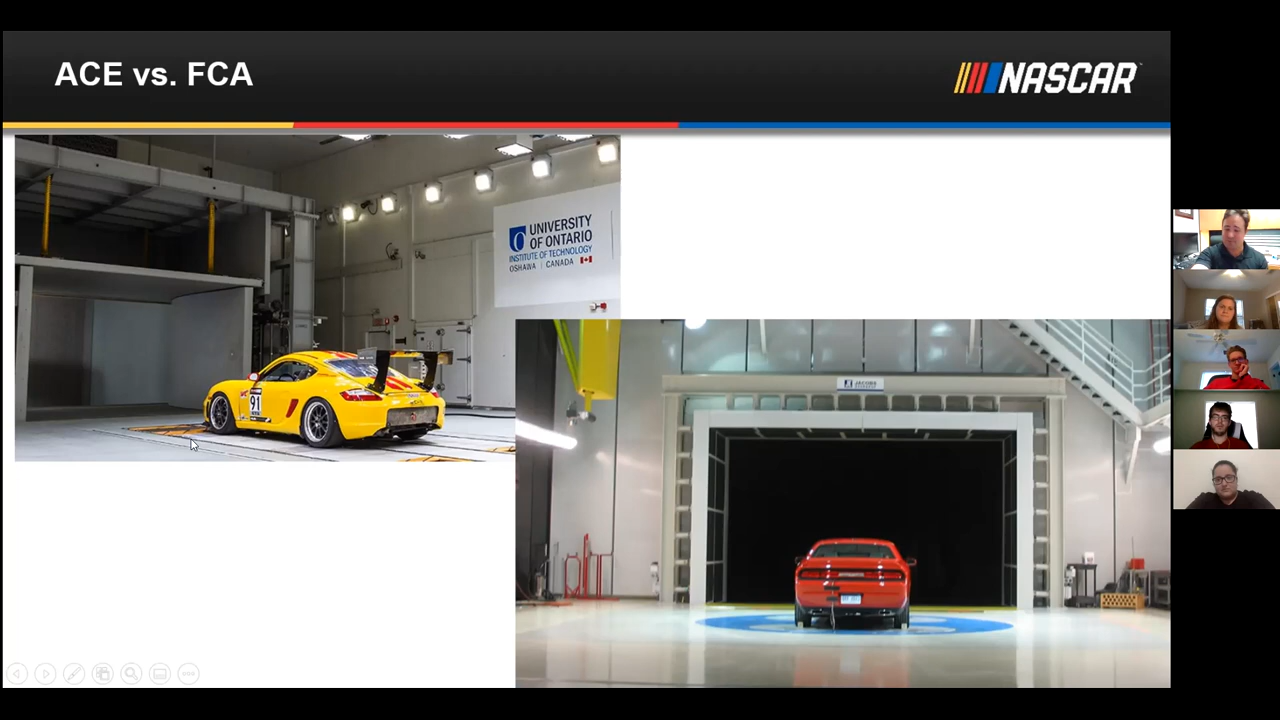 ACE vs. FCA
NASCAR
UNIVERSITY
OF ONTARIO
INSTITUTE OF TECHNOLOGY
OSHAWA | CANADA
91
JACOBS